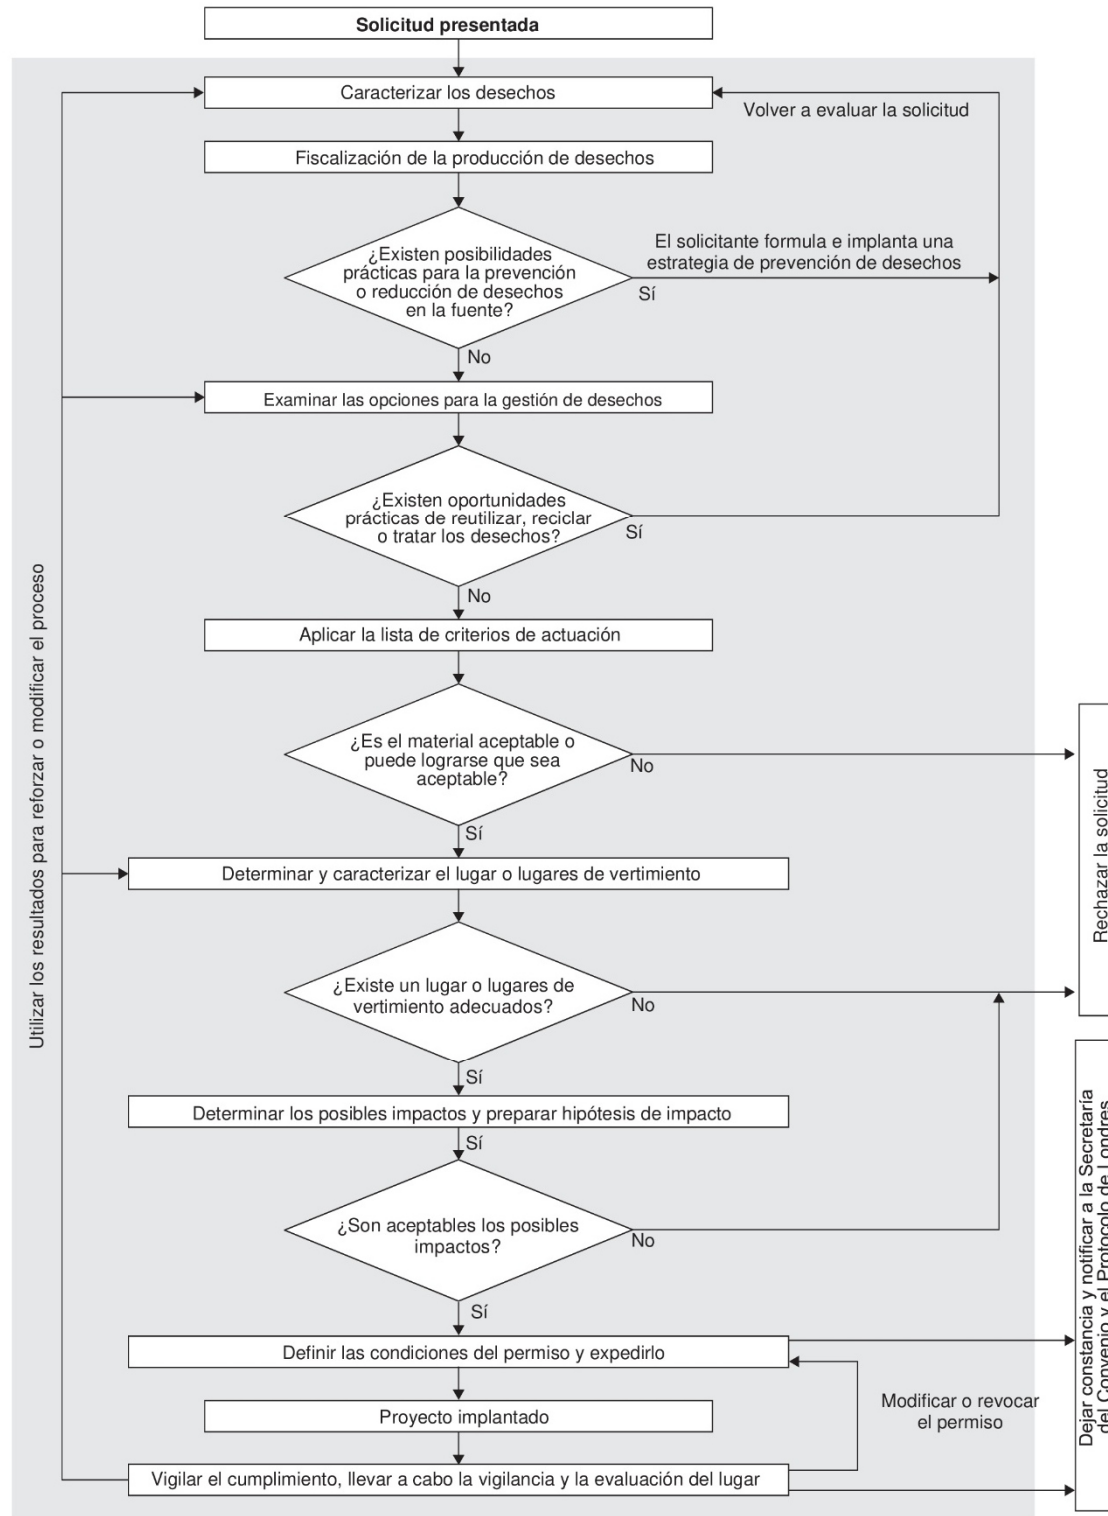 Solicitud presentada
Caracterizar los desechos
Volver a evaluar la solicitud
Fiscalización de la producción de desechos
¿Existen posibilidades
prácticas para la prevención
o reducción de desechos
en la fuente?
El solicitante formula e implanta una
estrategia de prevención de desechos
Sí
No
Examinar las opciones para la gestión de desechos
¿Existen oportunidades
prácticas de reutilizar, reciclar
o tratar los desechos?
Sí
No
Aplicar la lista de criterios de actuación
¿Es el material aceptable o
puede lograrse que sea
aceptable?
No
Sí
Determinar y caracterizar el lugar o lugares de vertimiento
¿Existe un lugar o lugares de
vertimiento adecuados?
No
Sí
Determinar los posibles impactos y preparar hipótesis de impacto
Sí
¿Son aceptables los posibles
impactos?
No
Sí
Definir las condiciones del permiso y expedirlo
Proyecto implantado
Modificar o revocar
el permiso
Vigilar el cumplimiento, llevar a cabo la vigilancia y la evaluación del lugar
Utilizar los resultados para reforzar o modificar el proceso
Rechazar la solicitud
Dejar constancia y notificar a la Secretaría
del Convenio y el Protocolo de Londres